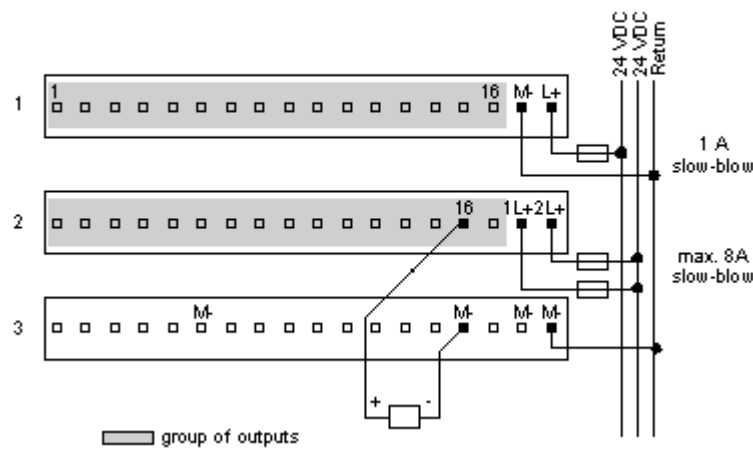 24 VDC
24 VDC
Return
1
1
16
M-
L+
1 A
slow-blow
2
16
1L+
2L+
max. 8A
slow-blow
3
M-
M-
M-
M-
+
-
group of outputs